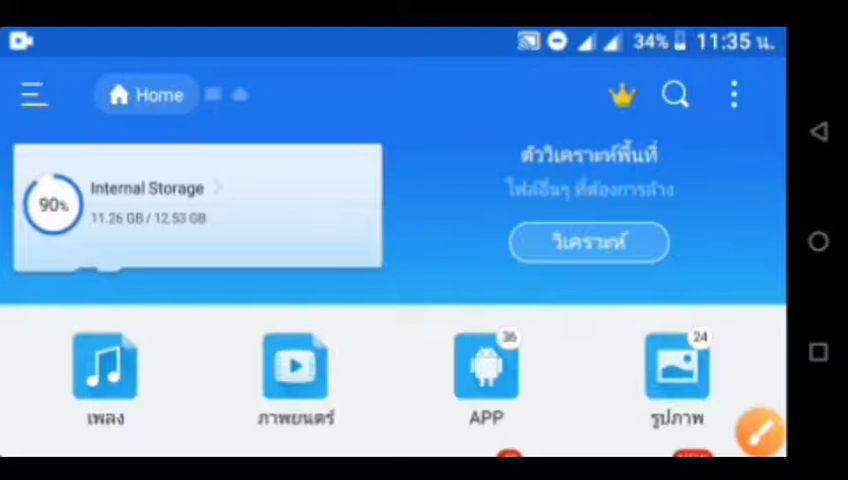 34% 11:35 น.
Home
90%
Internal Storage
11.26 GB / 12.53 GB
ตัววิเคราะห์พื้นที่
ไฟล์อื่นๆ ที่ต้องการล้าง
วิเคราะห์
เพลง
ภาพยนตร์
36
APP
24
รูปภาพ